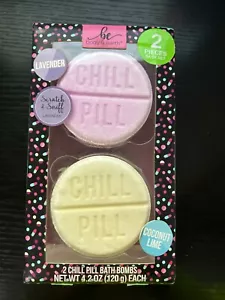 be
2
LAVENDER
Scratch
& Sniff
CHILL
PILL
CHILL
PILL
COCONUT
LIME
2 CHILL PILL BATH BOMBS
NET WT 4.2 OZ (120 g) EACH